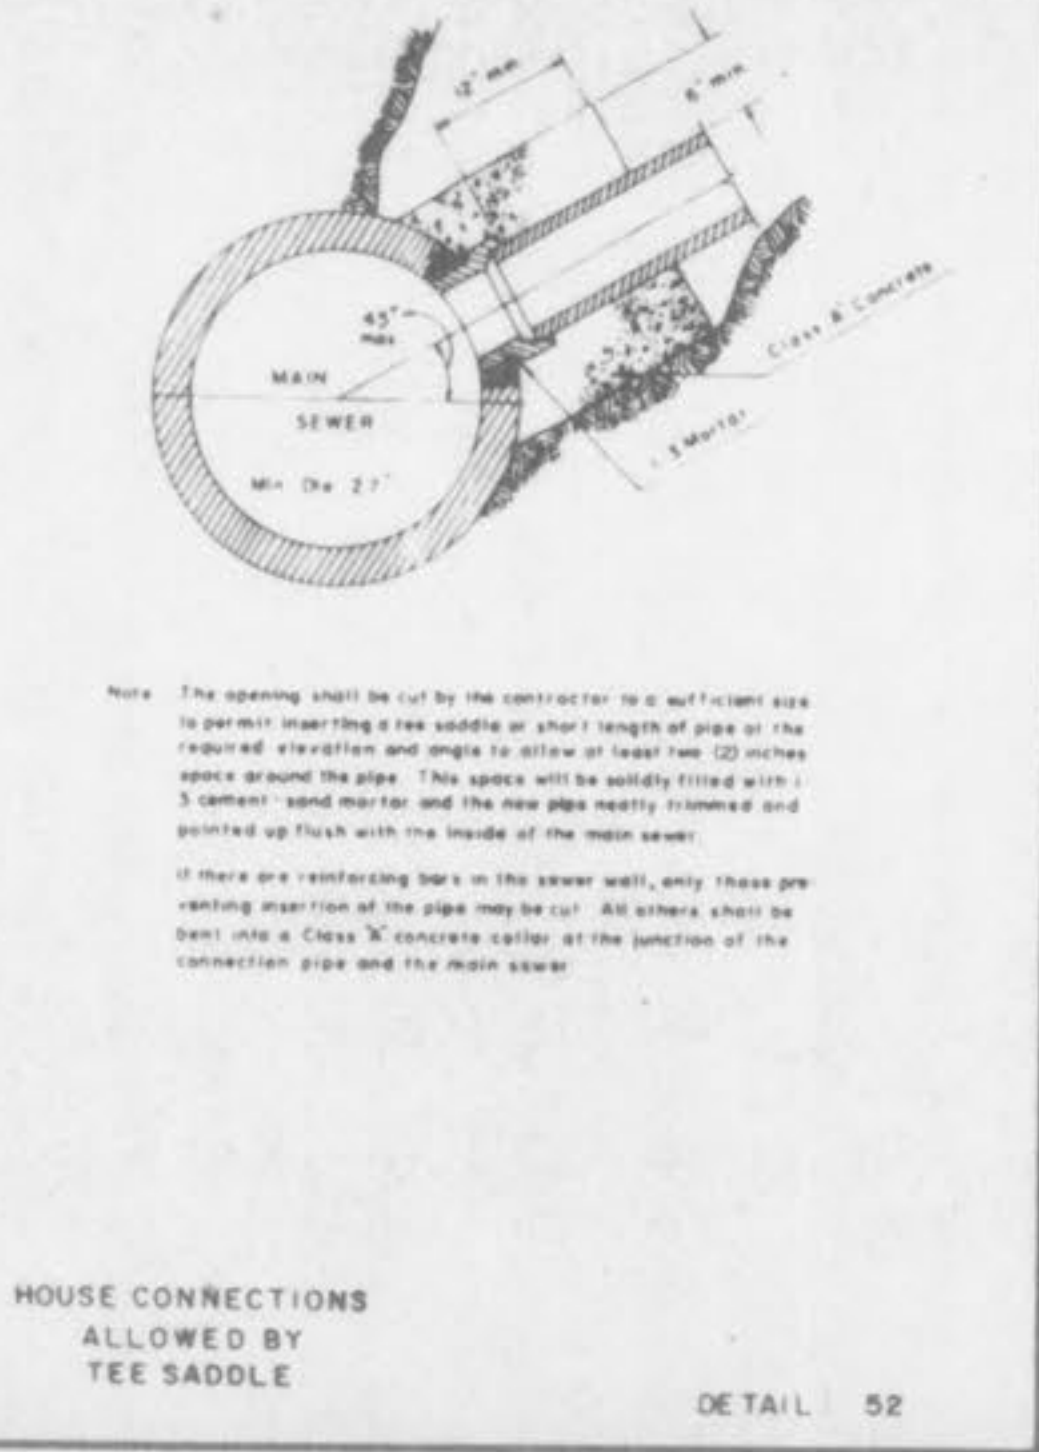 12" min
6" min
45°
max
MAIN
SEWER
Min Dia 27"
Class A Concrete
1:3 Mortar
Note The opening shall be cut by the contractor to a sufficient size
to permit inserting a tee saddle or short length of pipe at the
required elevation and angle to allow at least two (2) inches
space around the pipe. This space will be solidly filled with 1:
3 cement-sand mortar and the new pipe neatly trimmed and
pointed up flush with the inside of the main sewer.
If there are reinforcing bars in the sewer wall, only those pre-
venting insertion of the pipe may be cut. All others shall be
bent into a Class "A" concrete collar at the junction of the
connection pipe and the main sewer
HOUSE CONNECTIONS
ALLOWED BY
TEE SADDLE
DETAIL 52